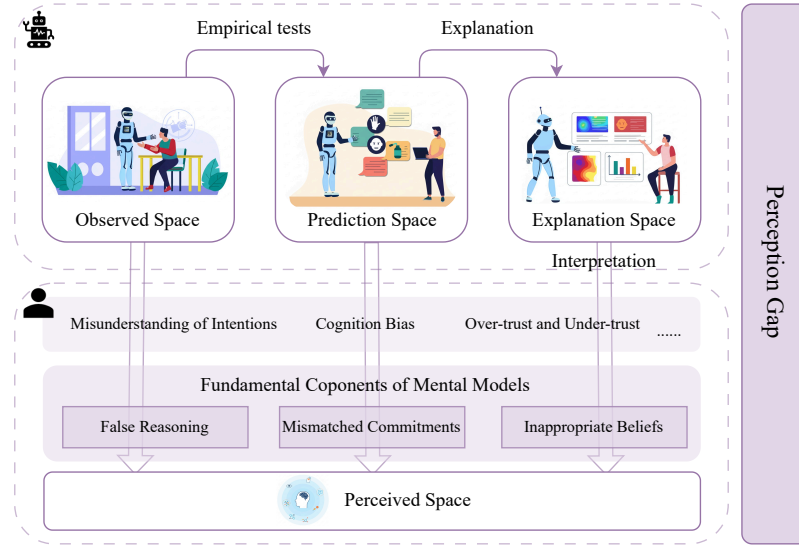 Empirical tests
Explanation
Observed Space
Prediction Space
Explanation Space
Interpretation
Misunderstanding of Intentions
Cognition Bias
Over-trust and Under-trust
......
Fundamental Coponents of Mental Models
False Reasoning
Mismatched Commitments
Inappropriate Beliefs
Perceived Space
Perception Gap